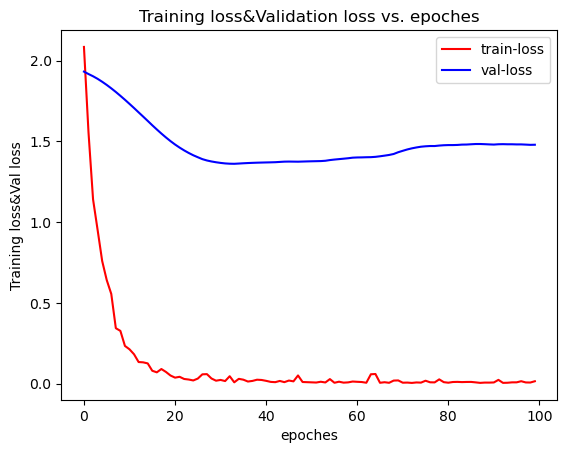 Training loss&Validation loss vs. epoches
train-loss
val-loss
Training loss&Val loss
2.0
1.5
1.0
0.5
0.0
0
20
40
60
80
100
epoches